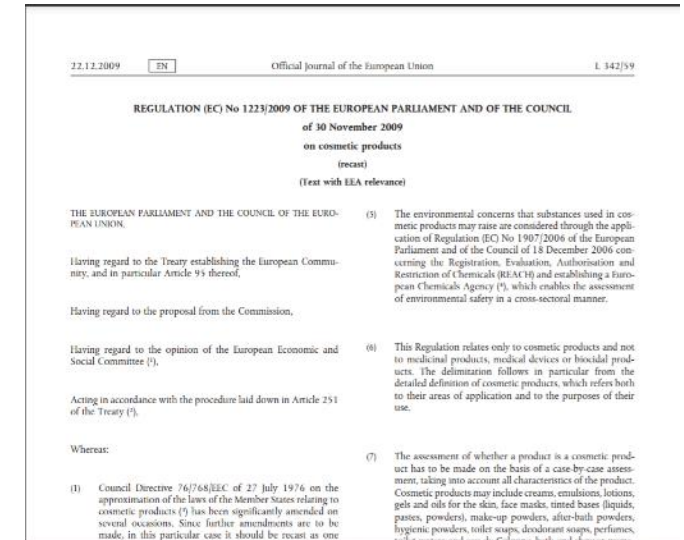 22.12.2009 EN Official Journal of the European Union L 342/59
REGULATION (EC) No 1223/2009 OF THE EUROPEAN PARLIAMENT AND OF THE COUNCIL
of 30 November 2009
on cosmetic products
(recast)
(Text with EEA relevance)
THE EUROPEAN PARLIAMENT AND THE COUNCIL OF THE EURO-
PEAN UNION,
Having regard to the Treaty establishing the European Commu-
nity, and in particular Article 95 thereof,
Having regard to the proposal from the Commission,
Having regard to the opinion of the European Economic and
Social Committee (¹),
Acting in accordance with the procedure laid down in Article 251
of the Treaty (²),
Whereas:
(1) Council Directive 76/768/EEC of 27 July 1976 on the
approximation of the laws of the Member States relating to
cosmetic products (³) has been significantly amended on
several occasions. Since further amendments are to be
made, in this particular case it should be recast as one
(5) The environmental concerns that substances used in cos-
metic products may raise are considered through the appli-
cation of Regulation (EC) No 1907/2006 of the European
Parliament and of the Council of 18 December 2006 con-
cerning the Registration, Evaluation, Authorisation and
Restriction of Chemicals (REACH) and establishing a Euro-
pean Chemicals Agency (⁴), which enables the assessment
of environmental safety in a cross-sectoral manner.
(6) This Regulation relates only to cosmetic products and not
to medicinal products, medical devices or biocidal prod-
ucts. The delimitation follows in particular from the
detailed definition of cosmetic products, which refers both
to their areas of application and to the purposes of their
use.
(7) The assessment of whether a product is a cosmetic prod-
uct has to be made on the basis of a case-by-case assess-
ment, taking into account all characteristics of the product.
Cosmetic products may include creams, emulsions, lotions,
gels and oils for the skin, face masks, tinted bases (liquids,
pastes, powders), make-up powders, after-bath powders,
hygienic powders, toilet soaps, deodorant soaps, perfumes,